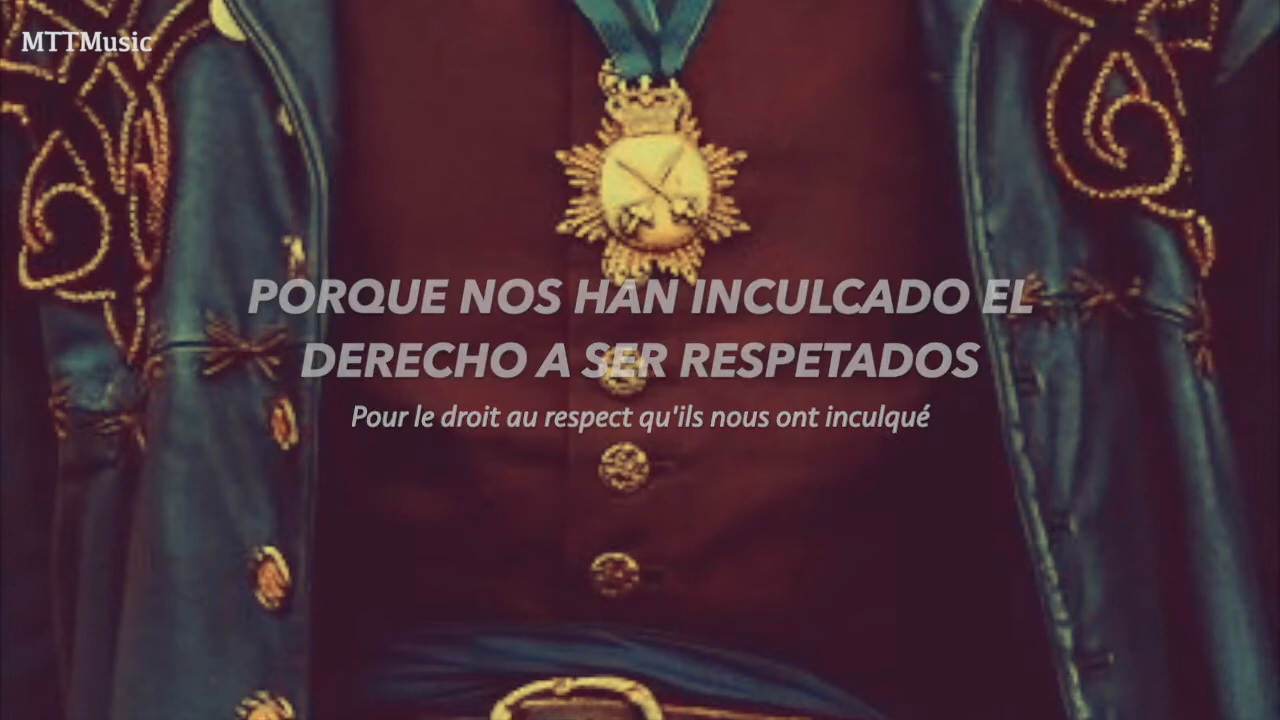 MTTMusic
PORQUE NOS HAN INCULCADO EL
DERECHO A SER RESPETADOS
Pour le droit au respect qu'ils nous ont inculqué